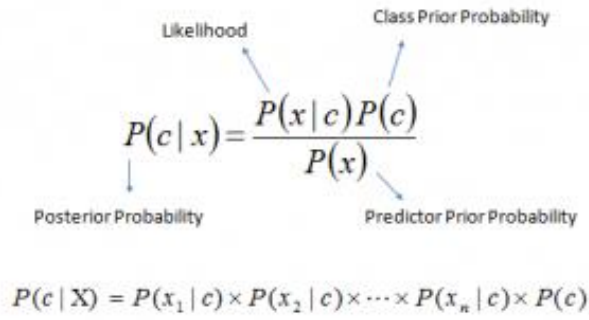 Likelihood
Class Prior Probability
P(c | x) = P(x | c)P(c) / P(x)
Posterior Probability
Predictor Prior Probability
P(c | X) = P(x₁ | c) × P(x₂ | c) × ··· × P(xₙ | c) × P(c)